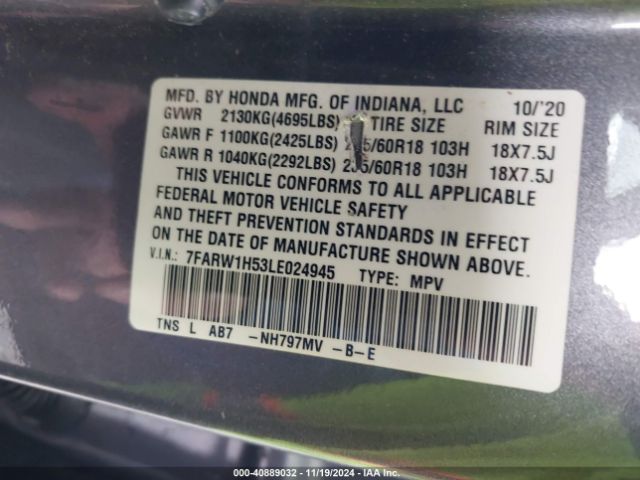 MFD. BY HONDA MFG. OF INDIANA, LLC 10/'20
GVWR 2130KG(4695LBS) TIRE SIZE RIM SIZE
GAWR F 1100KG(2425LBS) 5/60R18 103H 18X7.5J
GAWR R 1040KG(2292LBS) 5/60R18 103H 18X7.5J
THIS VEHICLE CONFORMS TO ALL APPLICABLE
FEDERAL MOTOR VEHICLE SAFETY
AND THEFT PREVENTION STANDARDS IN EFFECT
ON THE DATE OF MANUFACTURE SHOWN ABOVE.
V.I.N.: 7FARW1H53LE024945 TYPE: MPV
TNS L AB7 -NH797MV -B-E
000-40889032 - 11/19/2024 - IAA Inc.